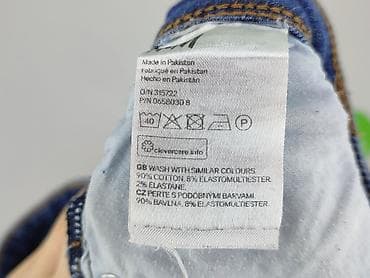 Made in Pakistan
Fabriqué en Pakistan
Hecho en Pakistán
O/N 315722
P/N 0658030 8
40 P
clevercare.info
GB WASH WITH SIMILAR COLOURS.
90% COTTON, 8% ELASTOMULTIESTER,
2% ELASTANE.
CZ PERTE S PODOBNÝMI BARVAMI.
90% BAVLNA, 8% ELASTOMULTIESTER,